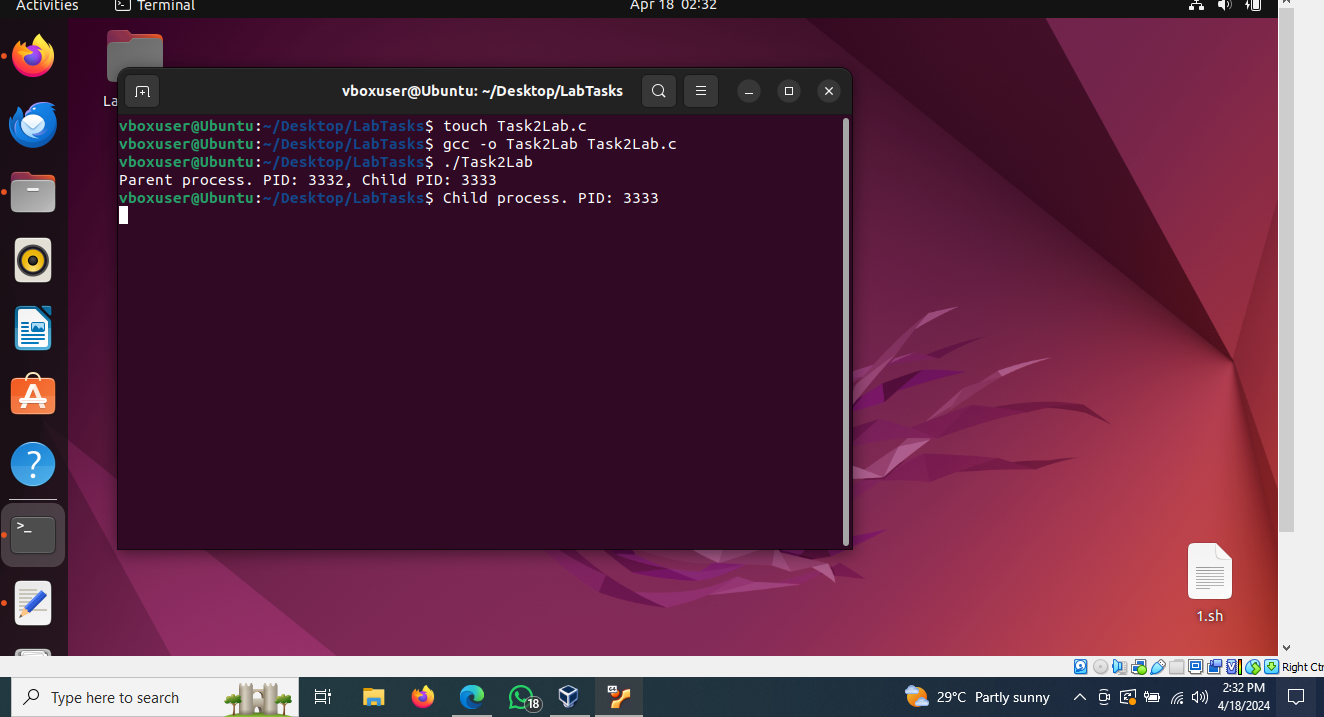 Activities
Terminal
Apr 18 02:32
La
vboxuser@Ubuntu: ~/Desktop/LabTasks
vboxuser@Ubuntu:~/Desktop/LabTasks$ touch Task2Lab.c
vboxuser@Ubuntu:~/Desktop/LabTasks$ gcc -o Task2Lab Task2Lab.c
vboxuser@Ubuntu:~/Desktop/LabTasks$ ./Task2Lab
Parent process. PID: 3332, Child PID: 3333
vboxuser@Ubuntu:~/Desktop/LabTasks$ Child process. PID: 3333
1.sh
Right Ctr
Type here to search
18
64
29°C Partly sunny
2:32 PM
4/18/2024